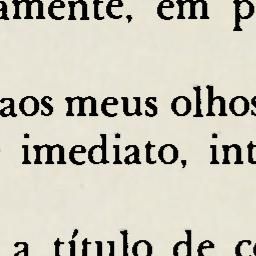 amente, em p
aos meus olhos
imediato, int
a título de c